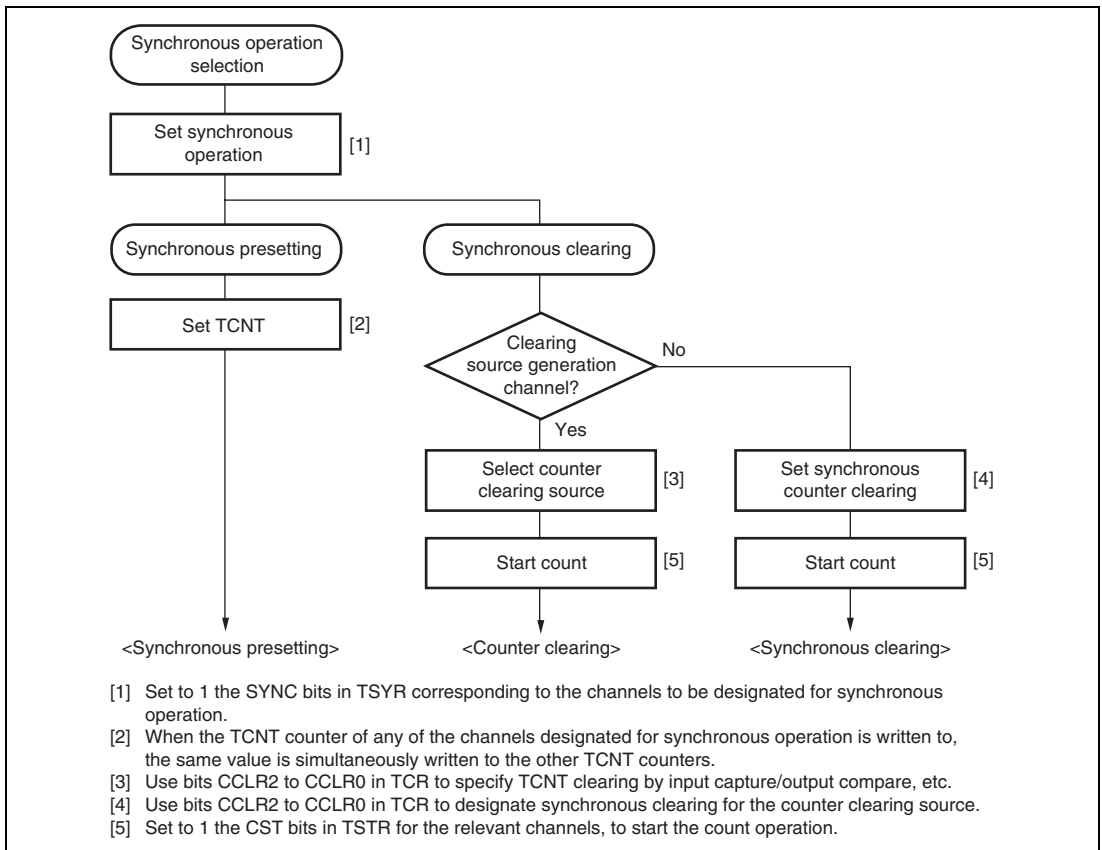 Synchronous operation
selection
Set synchronous
operation
[1]
Synchronous presetting
Synchronous clearing
Set TCNT
[2]
Clearing
source generation
channel?
No
Yes
Select counter
clearing source
[3]
Set synchronous
counter clearing
[4]
Start count
[5]
Start count
[5]
<Synchronous presetting>
<Counter clearing>
<Synchronous clearing>
[1] Set to 1 the SYNC bits in TSYR corresponding to the channels to be designated for synchronous
operation.
[2] When the TCNT counter of any of the channels designated for synchronous operation is written to,
the same value is simultaneously written to the other TCNT counters.
[3] Use bits CCLR2 to CCLR0 in TCR to specify TCNT clearing by input capture/output compare, etc.
[4] Use bits CCLR2 to CCLR0 in TCR to designate synchronous clearing for the counter clearing source.
[5] Set to 1 the CST bits in TSTR for the relevant channels, to start the count operation.